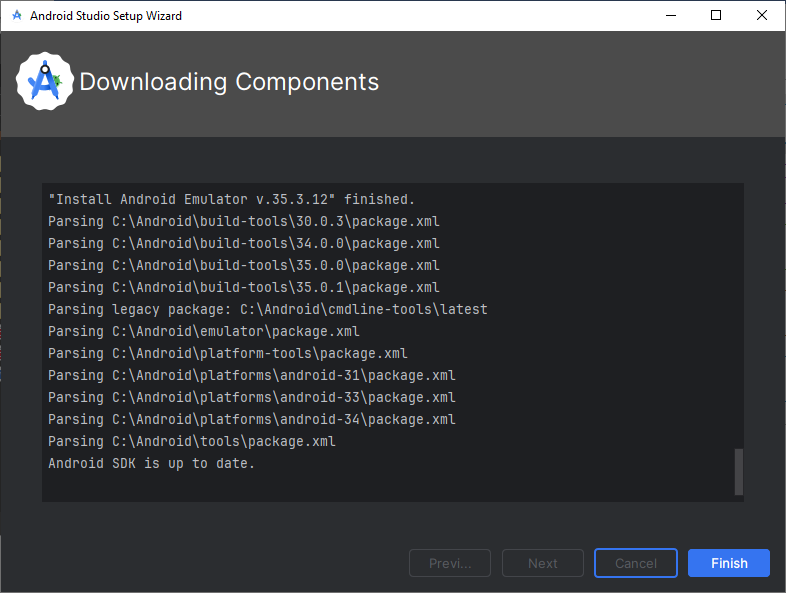 Android Studio Setup Wizard
Downloading Components
"Install Android Emulator v.35.3.12" finished.
Parsing C:\Android\build-tools\30.0.3\package.xml
Parsing C:\Android\build-tools\34.0.0\package.xml
Parsing C:\Android\build-tools\35.0.0\package.xml
Parsing C:\Android\build-tools\35.0.1\package.xml
Parsing legacy package: C:\Android\cmdline-tools\latest
Parsing C:\Android\emulator\package.xml
Parsing C:\Android\platform-tools\package.xml
Parsing C:\Android\platforms\android-31\package.xml
Parsing C:\Android\platforms\android-33\package.xml
Parsing C:\Android\platforms\android-34\package.xml
Parsing C:\Android\tools\package.xml
Android SDK is up to date.
Previ... Next Cancel Finish